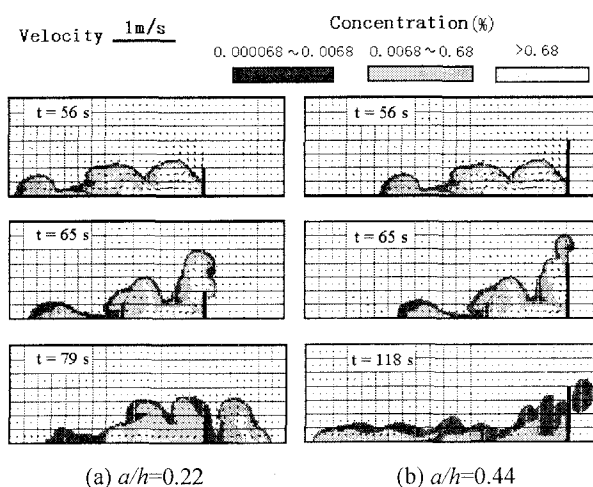 Velocity 1m/s
Concentration(%)
0.000068~0.0068 0.0068~0.68 >0.68
t = 56 s
t = 56 s
t = 65 s
t = 65 s
t = 79 s
t = 118 s
(a) a/h=0.22
(b) a/h=0.44